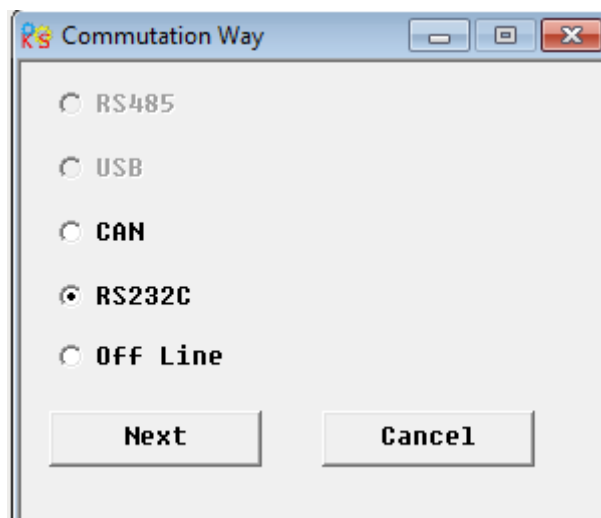 Commutation Way
RS485
USB
CAN
RS232C
Off Line
Next
Cancel